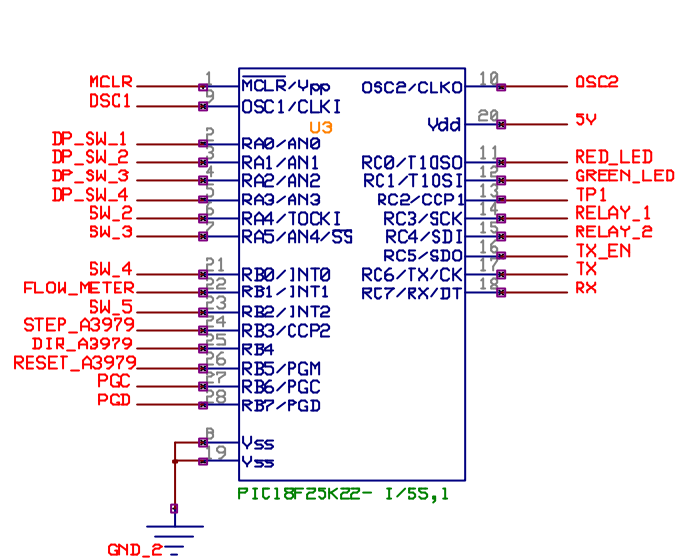 MCLR 1 MCLR/Vpp OSC2/CLKO 10 OSC2
OSC1 9 OSC1/CLKI
U3
Vdd 20 5V
DP_SW_1 2 RA0/AN0
DP_SW_2 3 RA1/AN1 RC0/T1OSO 11 RED_LED
DP_SW_3 4 RA2/AN2 RC1/T1OSI 12 GREEN_LED
DP_SW_4 5 RA3/AN3 RC2/CCP1 13 TP1
SW_2 6 RA4/TOCKI RC3/SCK 14 RELAY_1
SW_3 7 RA5/AN4/SS RC4/SDI 15 RELAY_2
RC5/SDO 16 TX_EN
SW_4 21 RB0/INT0 RC6/TX/CK 17 TX
FLOW_METER 22 RB1/INT1 RC7/RX/DT 18 RX
SW_5 23 RB2/INT2
STEP_A3979 24 RB3/CCP2
DIR_A3979 25 RB4
RESET_A3979 26 RB5/PGM
PGC 27 RB6/PGC
PGD 28 RB7/PGD
8 Vss
19 Vss
PIC18F25K22- I/SS,1
GND_2